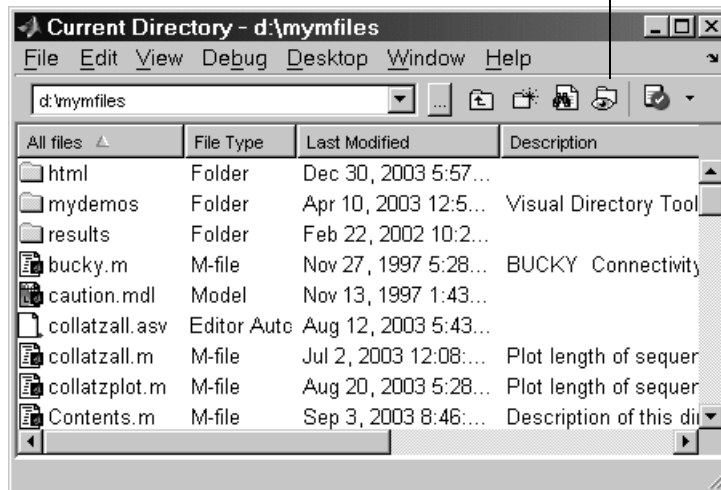 Current Directory - d:\mymfiles
File Edit View Debug Desktop Window Help
d:\mymfiles ...
All files File Type Last Modified Description
html Folder Dec 30, 2003 5:57...
mydemos Folder Apr 10, 2003 12:5... Visual Directory Tool
results Folder Feb 22, 2002 10:2...
bucky.m M-file Nov 27, 1997 5:28... BUCKY Connectivity
caution.mdl Model Nov 13, 1997 1:43...
collatzall.asv Editor Auto Aug 12, 2003 5:43...
collatzall.m M-file Jul 2, 2003 12:08:... Plot length of sequer
collatzplot.m M-file Aug 20, 2003 5:28... Plot length of sequer
Contents.m M-file Sep 3, 2003 8:46:... Description of this dir